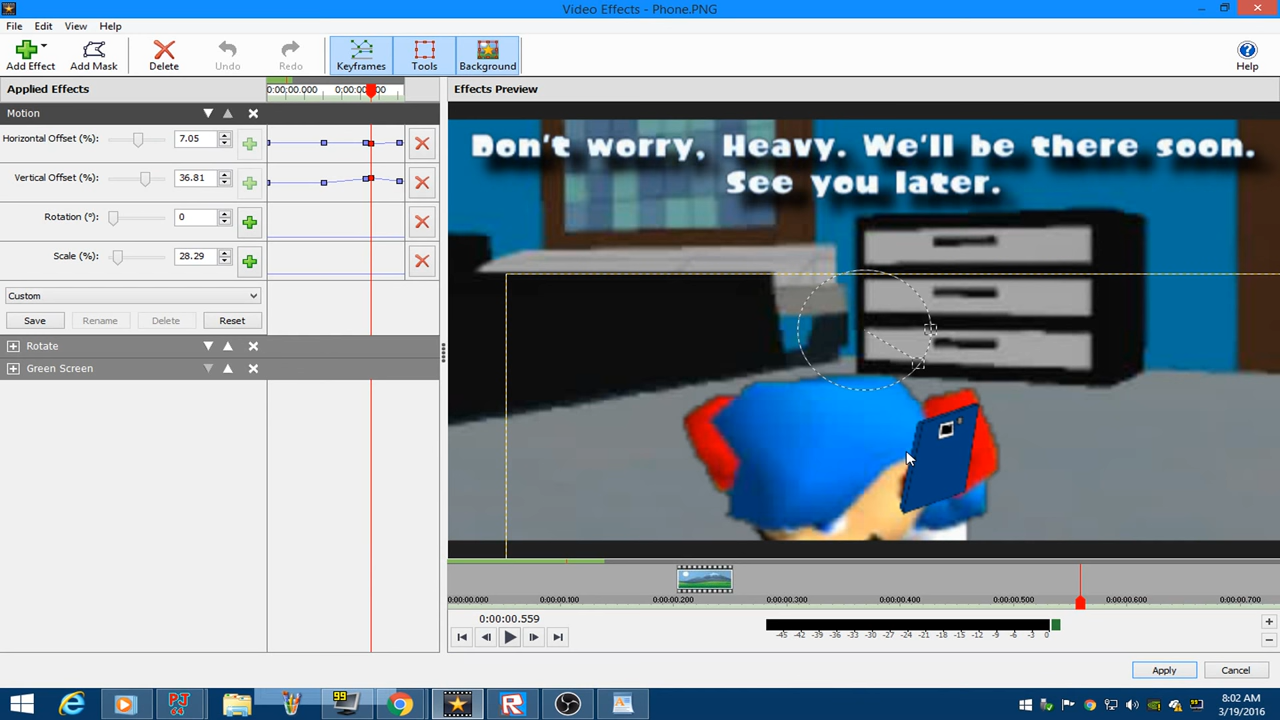 Video Effects - Phone.PNG
File Edit View Help
Add Effect Add Mask Delete Undo Redo Keyframes Tools Background Help
Applied Effects
Effects Preview
Motion
Horizontal Offset (%): 7.05
Vertical Offset (%): 36.81
Rotation (°): 0
Scale (%): 28.29
Custom
Save Rename Delete Reset
Rotate
Green Screen
Don't worry, Heavy. We'll be there soon.
See you later.
0:00:00.000 0:00:00.100 0:00:00.200 0:00:00.300 0:00:00.400 0:00:00.500 0:00:00.600 0:00:00.700
0:00:00.559
-45 -42 -39 -36 -33 -30 -27 -24 -21 -18 -15 -12 -9 -6 -3 0
Apply Cancel
8:02 AM
3/19/2016